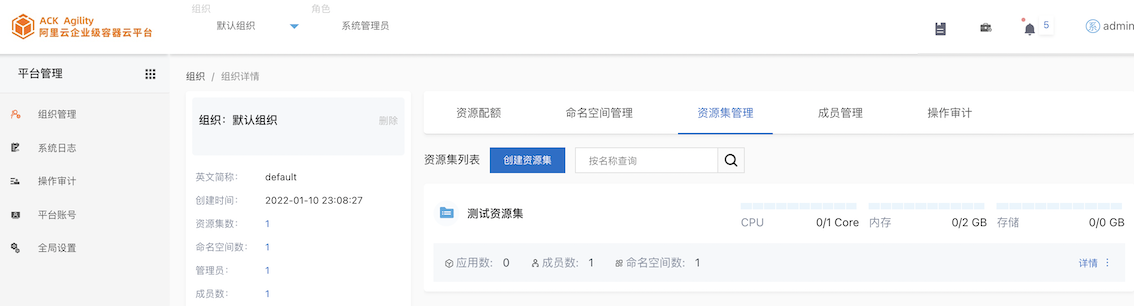 组织 角色
ACK Agility
阿里云企业级容器云平台
默认组织 系统管理员 5 系 admin
平台管理
组织 / 组织详情
组织管理
系统日志
操作审计
平台账号
全局设置
组织：默认组织 删除
英文简称： default
创建时间： 2022-01-10 23:08:27
资源集数： 1
命名空间数： 1
管理员： 1
成员数： 1
资源配额 命名空间管理 资源集管理 成员管理 操作审计
资源集列表 创建资源集 按名称查询
测试资源集
CPU 0/1 Core 内存 0/2 GB 存储 0/0 GB
应用数： 0 成员数： 1 命名空间数： 1 详情